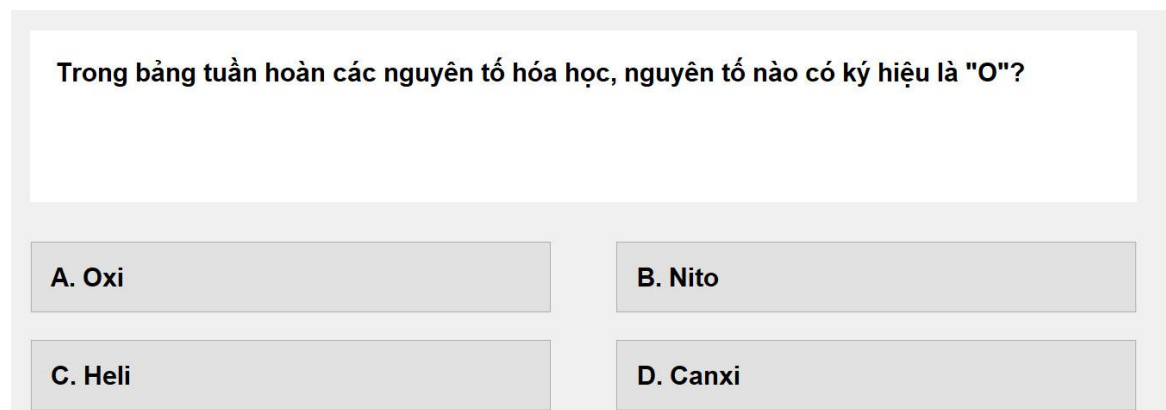 Trong bảng tuần hoàn các nguyên tố hóa học, nguyên tố nào có ký hiệu là "O"?
A. Oxi
B. Nito
C. Heli
D. Canxi